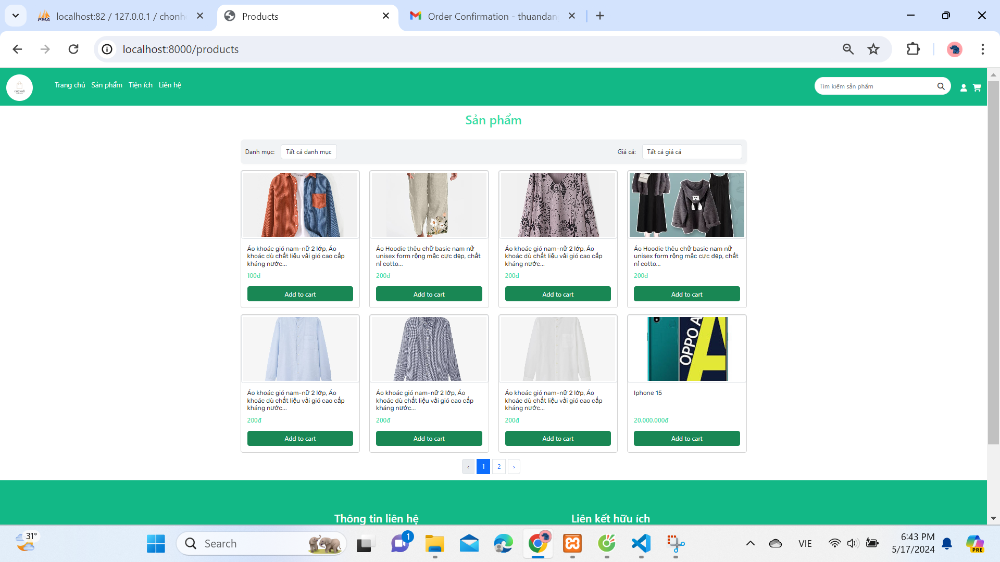 localhost:82 / 127.0.0.1 / chonh
Products
Order Confirmation - thuandan
localhost:8000/products
Trang chủ Sản phẩm Tiện ích Liên hệ
Tìm kiếm sản phẩm
Sản phẩm
Danh mục: Tất cả danh mục
Giá cả: Tất cả giá cả
OPPO A
Áo khoác gió nam-nữ 2 lớp, Áo
khoác dù chất liệu vải gió cao cấp
kháng nước...
100đ
Add to cart
Áo Hoodie thêu chữ basic nam nữ
unisex form rộng mặc cực đẹp, chất
nỉ cotto...
200đ
Add to cart
Áo khoác gió nam-nữ 2 lớp, Áo
khoác dù chất liệu vải gió cao cấp
kháng nước...
200đ
Add to cart
Áo Hoodie thêu chữ basic nam nữ
unisex form rộng mặc cực đẹp, chất
nỉ cotto...
200đ
Add to cart
Áo khoác gió nam-nữ 2 lớp, Áo
khoác dù chất liệu vải gió cao cấp
kháng nước...
200đ
Add to cart
Áo khoác gió nam-nữ 2 lớp, Áo
khoác dù chất liệu vải gió cao cấp
kháng nước...
200đ
Add to cart
Áo khoác gió nam-nữ 2 lớp, Áo
khoác dù chất liệu vải gió cao cấp
kháng nước...
200đ
Add to cart
Iphone 15
20.000.000đ
Add to cart
‹ 1 2 ›
Thông tin liên hệ
Liên kết hữu ích
31°
Search
1
VIE
6:43 PM
5/17/2024
PRE